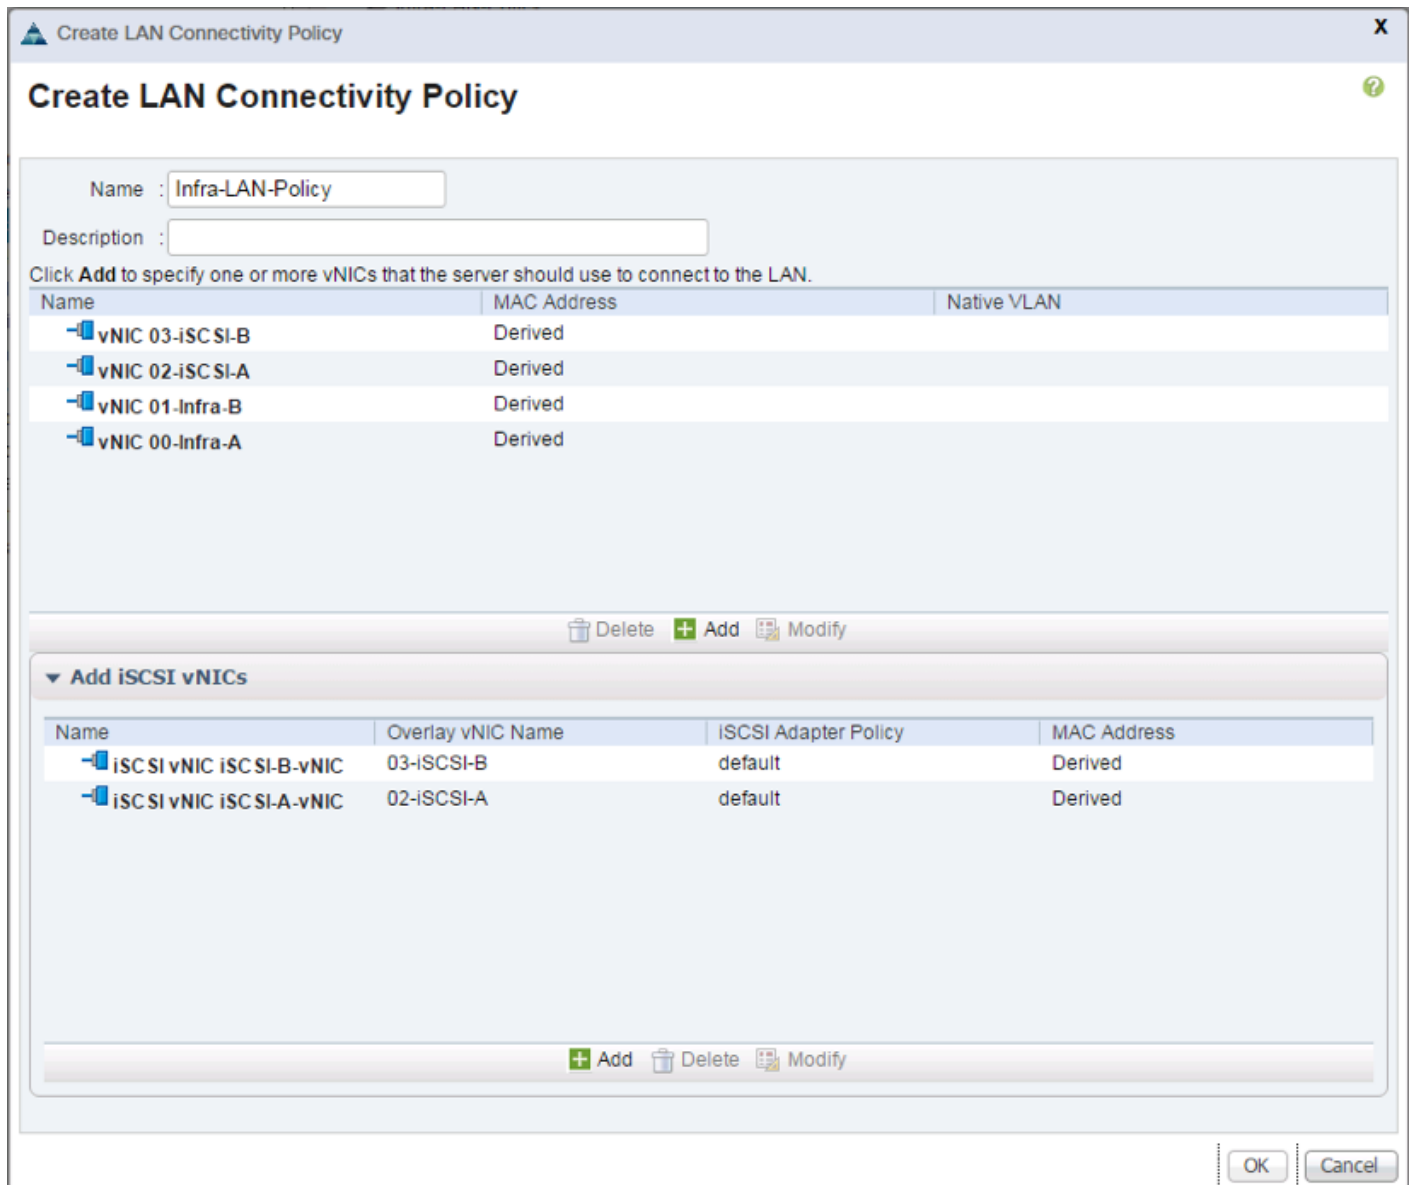 Create LAN Connectivity Policy X
Create LAN Connectivity Policy ?
Name : Infra-LAN-Policy
Description :
Click Add to specify one or more vNICs that the server should use to connect to the LAN.
Name MAC Address Native VLAN
vNIC 03-iSCSI-B Derived
vNIC 02-iSCSI-A Derived
vNIC 01-Infra-B Derived
vNIC 00-Infra-A Derived
Delete Add Modify
Add iSCSI vNICs
Name Overlay vNIC Name iSCSI Adapter Policy MAC Address
iSCSI vNIC iSCSI-B-vNIC 03-iSCSI-B default Derived
iSCSI vNIC iSCSI-A-vNIC 02-iSCSI-A default Derived
Add Delete Modify
OK Cancel